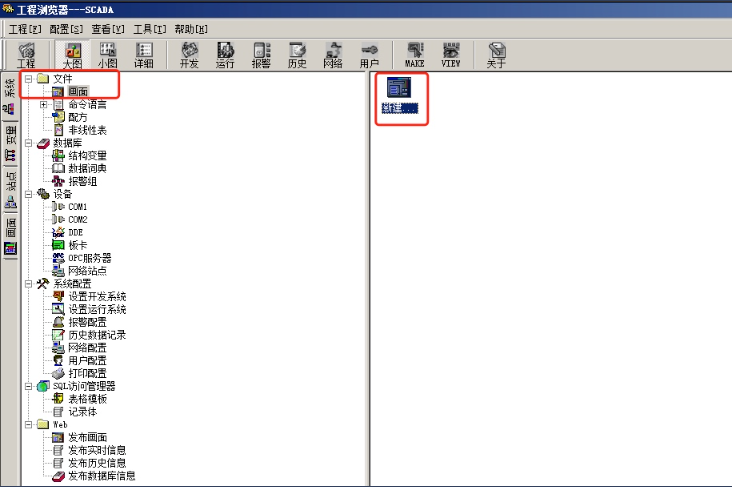 工程浏览器---SCADA
工程[F] 配置[S] 查看[V] 工具[T] 帮助[H]
工程 大图 小图 详细 开发 运行 报警 历史 网络 用户 MAKE VIEW 关于
系统
变量
站点
画面
文件
画面
命令语言
配方
非线性表
数据库
结构变量
数据词典
报警组
设备
COM1
COM2
DDE
板卡
OPC服务器
网络站点
系统配置
设置开发系统
设置运行系统
报警配置
历史数据记录
网络配置
用户配置
打印配置
SQL访问管理器
表格模板
记录体
Web
发布画面
发布实时信息
发布历史信息
发布数据库信息